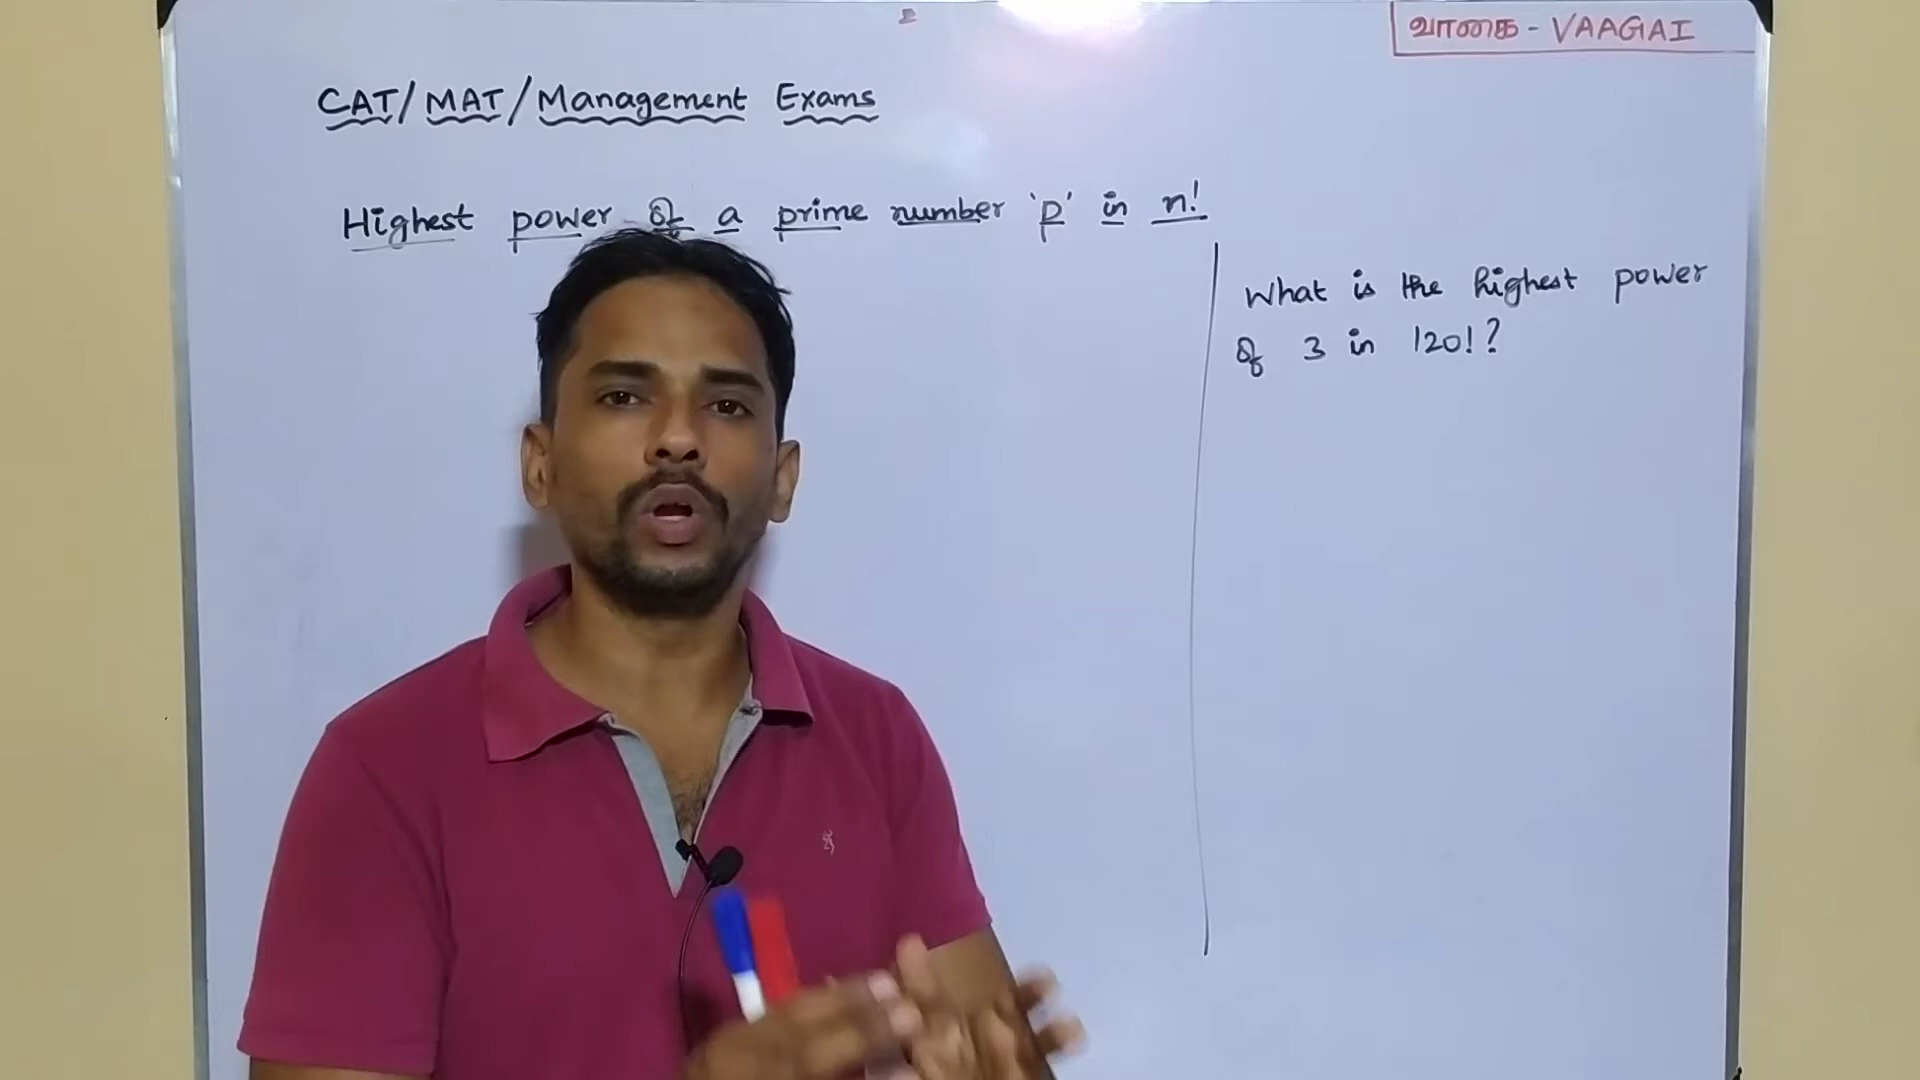 வாகை - VAAGAI
CAT/MAT/Management Exams
Highest power of a prime number 'p' in n!
What is the highest power
of 3 in 120!?